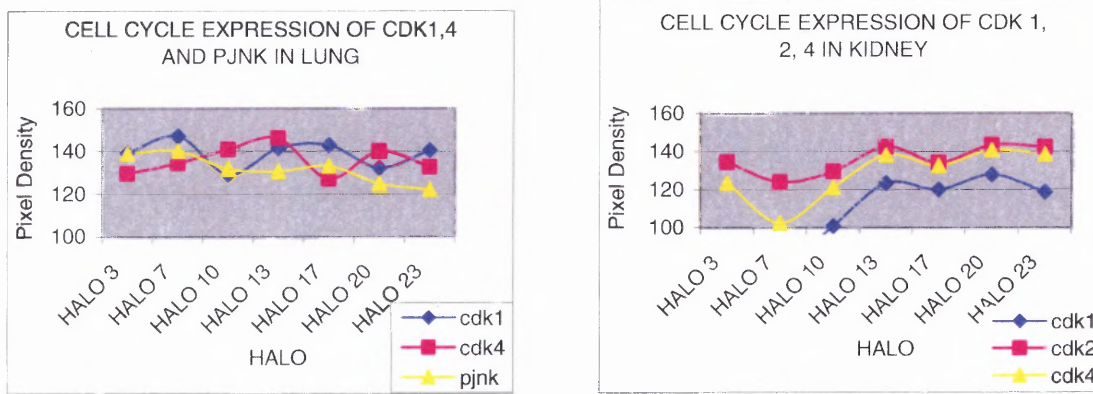 CELL CYCLE EXPRESSION OF CDK1,4
AND PJNK IN LUNG
Pixel Density
160
140
120
100
HALO 3
HALO 7
HALO 10
HALO 13
HALO 17
HALO 20
HALO 23
HALO
cdk1
cdk4
pjnk
CELL CYCLE EXPRESSION OF CDK 1,
2, 4 IN KIDNEY
Pixel Density
160
140
120
100
HALO 3
HALO 7
HALO 10
HALO 13
HALO 17
HALO 20
HALO 23
HALO
cdk1
cdk2
cdk4